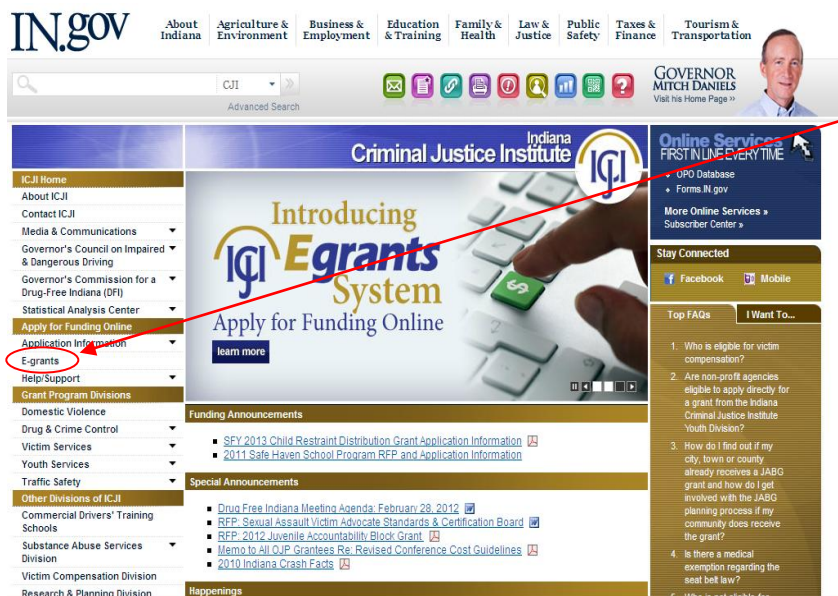 IN.gov
About
Indiana
Agriculture &
Environment
Business &
Employment
Education
& Training
Family &
Health
Law &
Justice
Public
Safety
Taxes &
Finance
Tourism &
Transportation
CJI
Advanced Search
GOVERNOR
MITCH DANIELS
Visit his Home Page »
Indiana
Criminal Justice Institute
ICJI
ICJI Home
About ICJI
Contact ICJI
Media & Communications
Governor's Council on Impaired
& Dangerous Driving
Governor's Commission for a
Drug-Free Indiana (DFI)
Statistical Analysis Center
Apply for Funding Online
Application Information
E-grants
Help/Support
Grant Program Divisions
Domestic Violence
Drug & Crime Control
Victim Services
Youth Services
Traffic Safety
Other Divisions of ICJI
Commercial Drivers' Training
Schools
Substance Abuse Services
Division
Victim Compensation Division
Research & Planning Division
Introducing
ICJI Egrants
System
Apply for Funding Online
learn more
$
Funding Announcements
SFY 2013 Child Restraint Distribution Grant Application Information
2011 Safe Haven School Program RFP and Application Information
Special Announcements
Drug Free Indiana Meeting Agenda: February 28, 2012
RFP: Sexual Assault Victim Advocate Standards & Certification Board
RFP: 2012 Juvenile Accountability Block Grant
Memo to All OJP Grantees Re: Revised Conference Cost Guidelines
2010 Indiana Crash Facts
Happenings
Online Services
FIRST IN LINE EVERY TIME
OPO Database
Forms.IN.gov
More Online Services »
Subscriber Center »
Stay Connected
Facebook
Mobile
Top FAQs
I Want To...
1. Who is eligible for victim
compensation?
2. Are non-profit agencies
eligible to apply directly for
a grant from the Indiana
Criminal Justice Institute
Youth Division?
3. How do I find out if my
city, town or county
already receives a JABG
grant and how do I get
involved with the JABG
planning process if my
community does receive
the grant?
4. Is there a medical
exemption regarding the
seat belt law?
5. Who is not eligible for